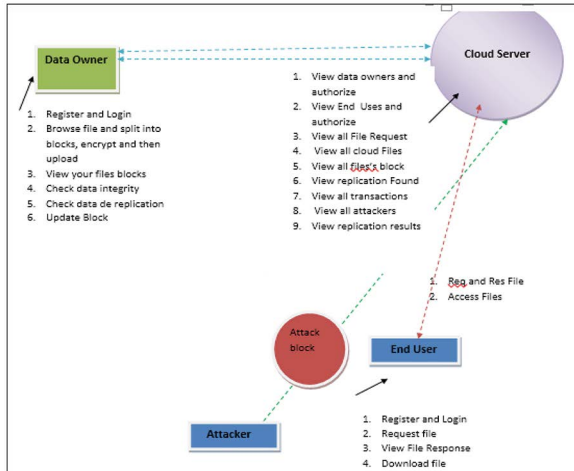 Data Owner
Cloud Server
1. Register and Login
2. Browse file and split into
blocks, encrypt and then
upload
3. View your files blocks
4. Check data integrity
5. Check data de replication
6. Update Block
1. View data owners and
authorize
2. View End Uses and
authorize
3. View all File Request
4. View all cloud Files
5. View all files's block
6. View replication Found
7. View all transactions
8. View all attackers
9. View replication results
1. Req and Res File
2. Access Files
Attack
block
End User
Attacker
1. Register and Login
2. Request file
3. View File Response
4. Download file